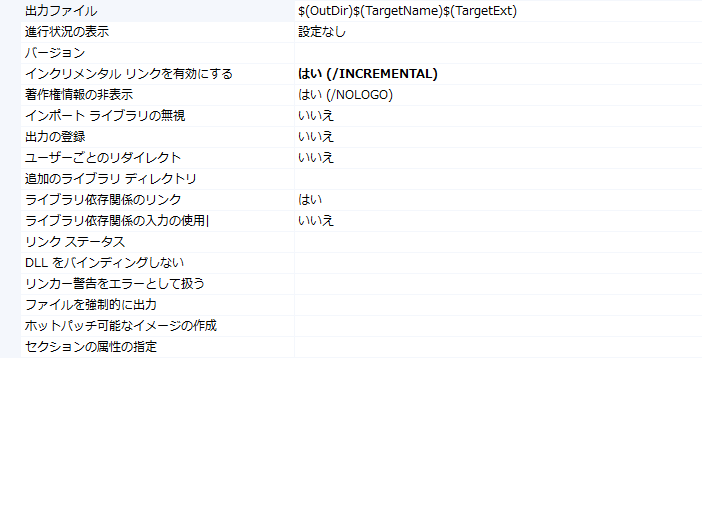 出力ファイル $(OutDir)$(TargetName)$(TargetExt)
進行状況の表示 設定なし
バージョン
インクリメンタル リンクを有効にする はい (/INCREMENTAL)
著作権情報の非表示 はい (/NOLOGO)
インポート ライブラリの無視 いいえ
出力の登録 いいえ
ユーザーごとのリダイレクト いいえ
追加のライブラリ ディレクトリ
ライブラリ依存関係のリンク はい
ライブラリ依存関係の入力の使用| いいえ
リンク ステータス
DLL をバインディングしない
リンカー警告をエラーとして扱う
ファイルを強制的に出力
ホットパッチ可能なイメージの作成
セクションの属性の指定